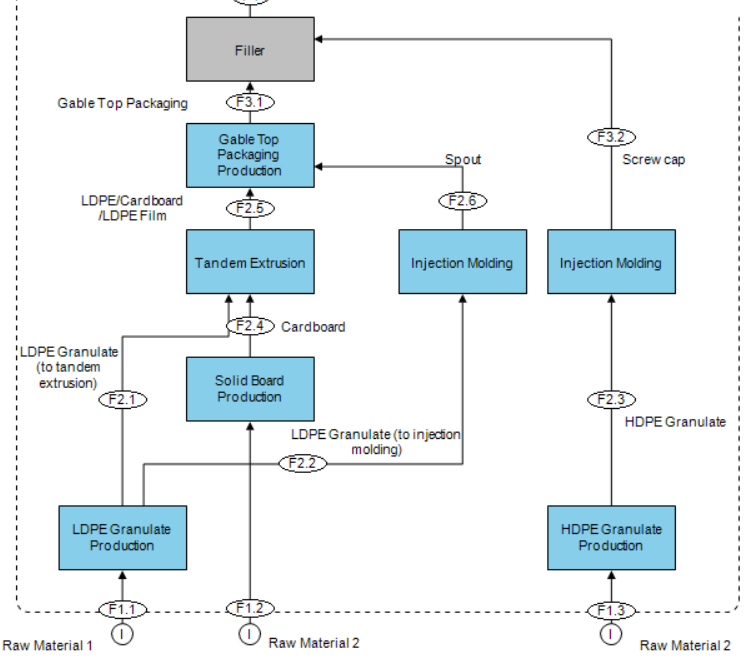 Filler
Gable Top Packaging
F3.1
Gable Top
Packaging
Production
F3.2
Spout
Screw cap
LDPE/Cardboard
/LDPE Film
F2.5
F2.6
Tandem Extrusion
Injection Molding
Injection Molding
F2.4
Cardboard
LDPE Granulate
(to tandem
extrusion)
F2.1
Solid Board
Production
F2.3
HDPE Granulate
LDPE Granulate (to injection
molding)
F2.2
LDPE Granulate
Production
HDPE Granulate
Production
F1.1
F1.2
F1.3
I
I
I
Raw Material 1
Raw Material 2
Raw Material 2